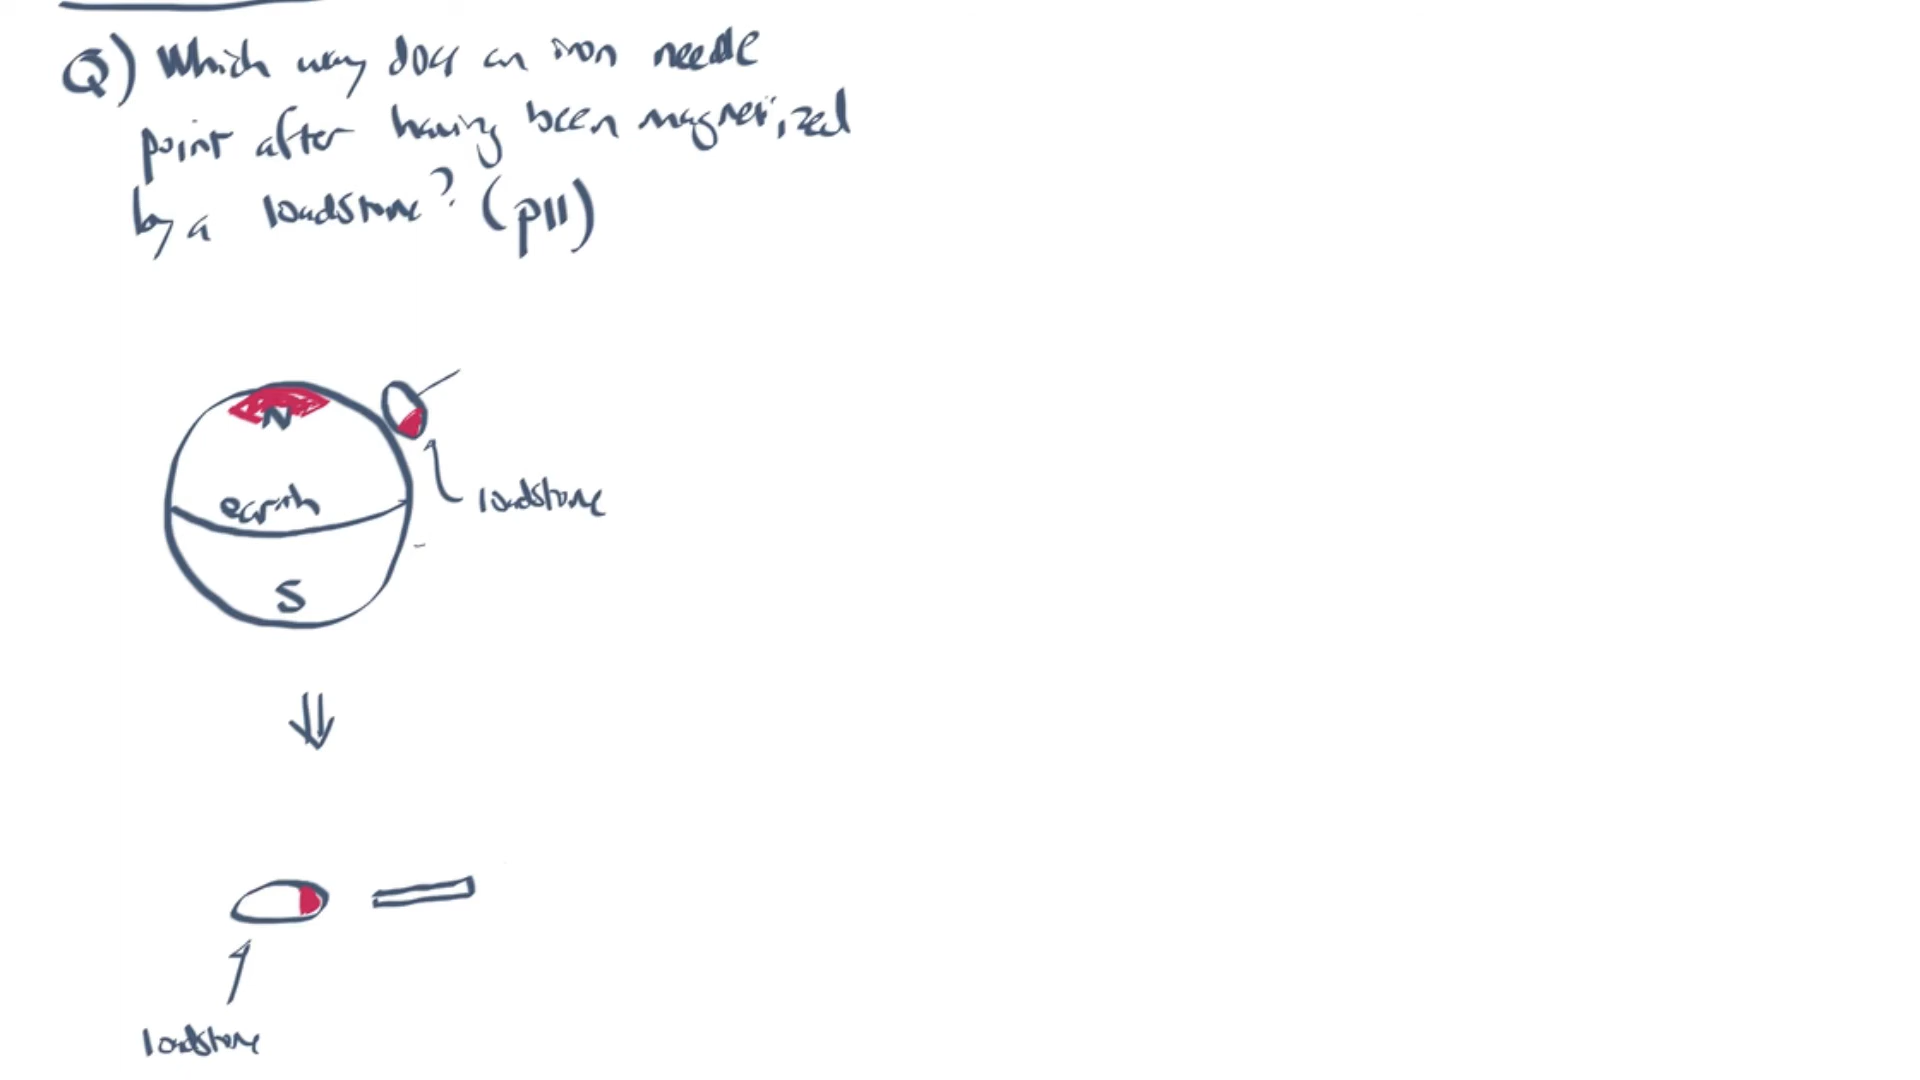 Q) Which way does an iron needle
point after having been magnetized
by a loadstone? (p11)
N
earth
loadstone
S
loadstone